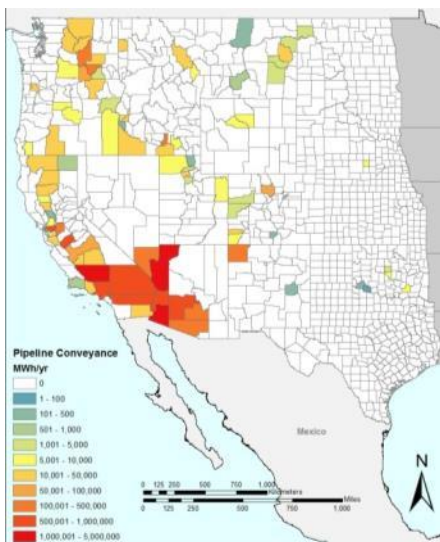 Mexico
Pipeline Conveyance
MWh/yr
0
1 - 100
101 - 500
501 - 1,000
1,001 - 5,000
5,001 - 10,000
10,001 - 50,000
50,001 - 100,000
100,001 - 500,000
500,001 - 1,000,000
1,000,001 - 5,000,000
N
125 250 500 750 1,000
Kilometers
125 250 500 750 1,000
Miles